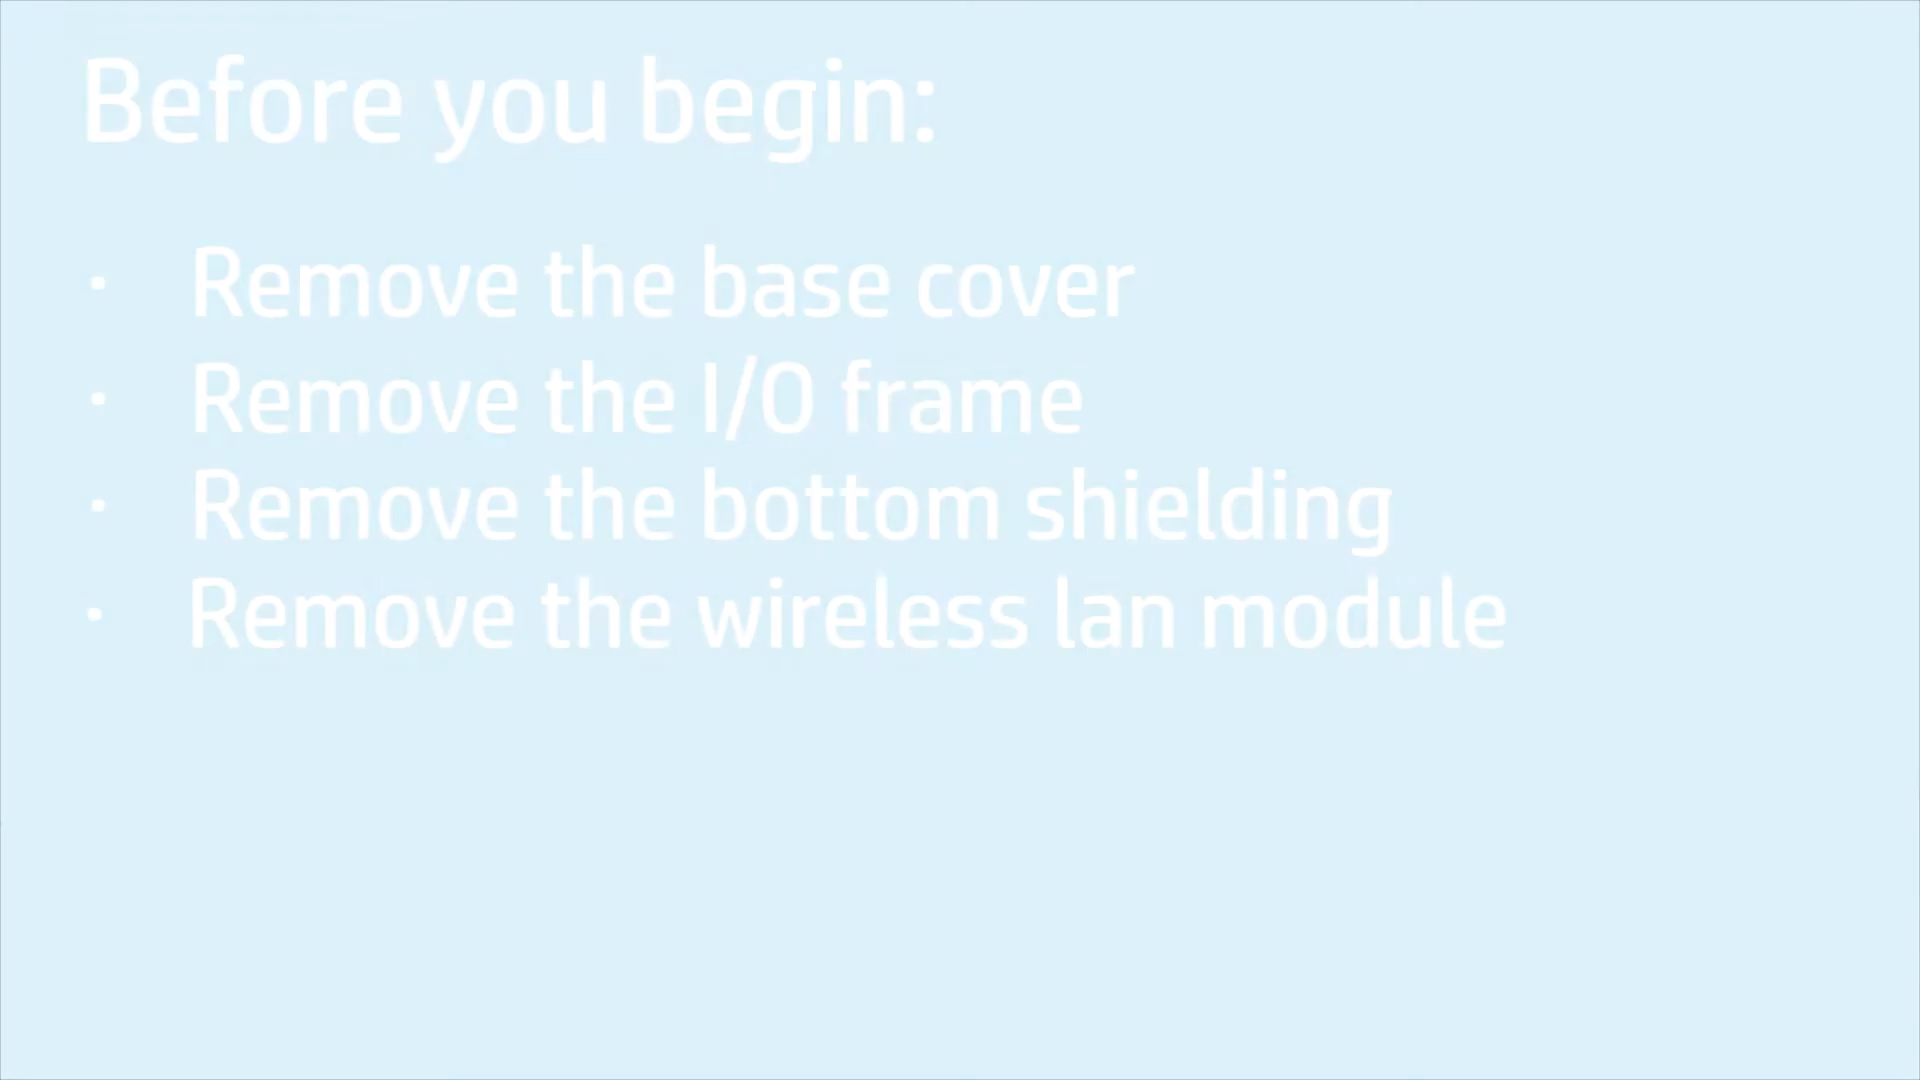 Before you begin:
· Remove the base cover
· Remove the I/O frame
· Remove the bottom shielding
· Remove the wireless lan module